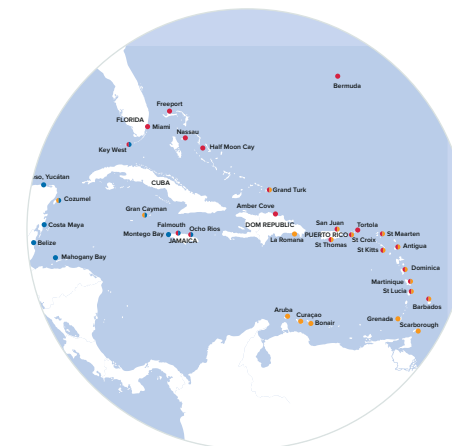 Bermuda
Freeport
FLORIDA
Miami
Nassau
Key West
Half Moon Cay
so, Yucátan
CUBA
Grand Turk
Cozumel
Gran Cayman
Amber Cove
Costa Maya
Falmouth
Ocho Rios
Montego Bay
JAMAICA
DOM REPUBLIC
La Romana
San Juan
PUERTO RICO
Tortola
St Croix
St Thomas
St Maarten
St Kitts
Antigua
Belize
Mahogany Bay
Dominica
Martinique
St Lucia
Barbados
Aruba
Curaçao
Bonair
Grenada
Scarborough